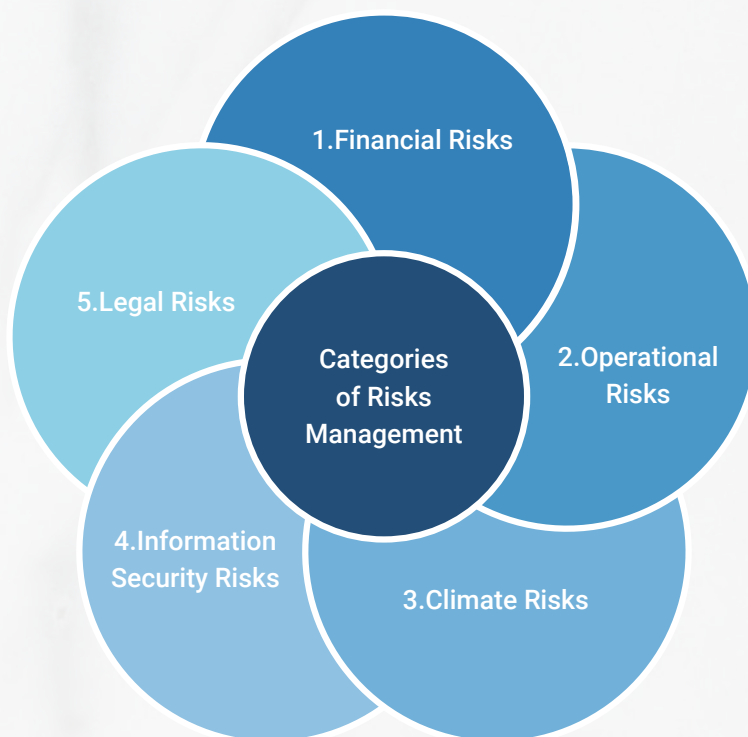 1.Financial Risks
2.Operational
Risks
3.Climate Risks
4.Information
Security Risks
5.Legal Risks
Categories
of Risks
Management